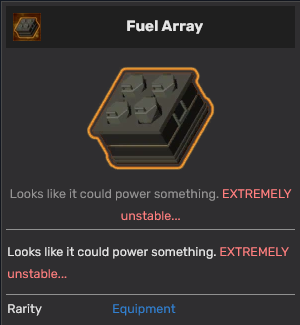 Fuel Array
Looks like it could power something. EXTREMELY
unstable...
Looks like it could power something. EXTREMELY
unstable...
Rarity Equipment